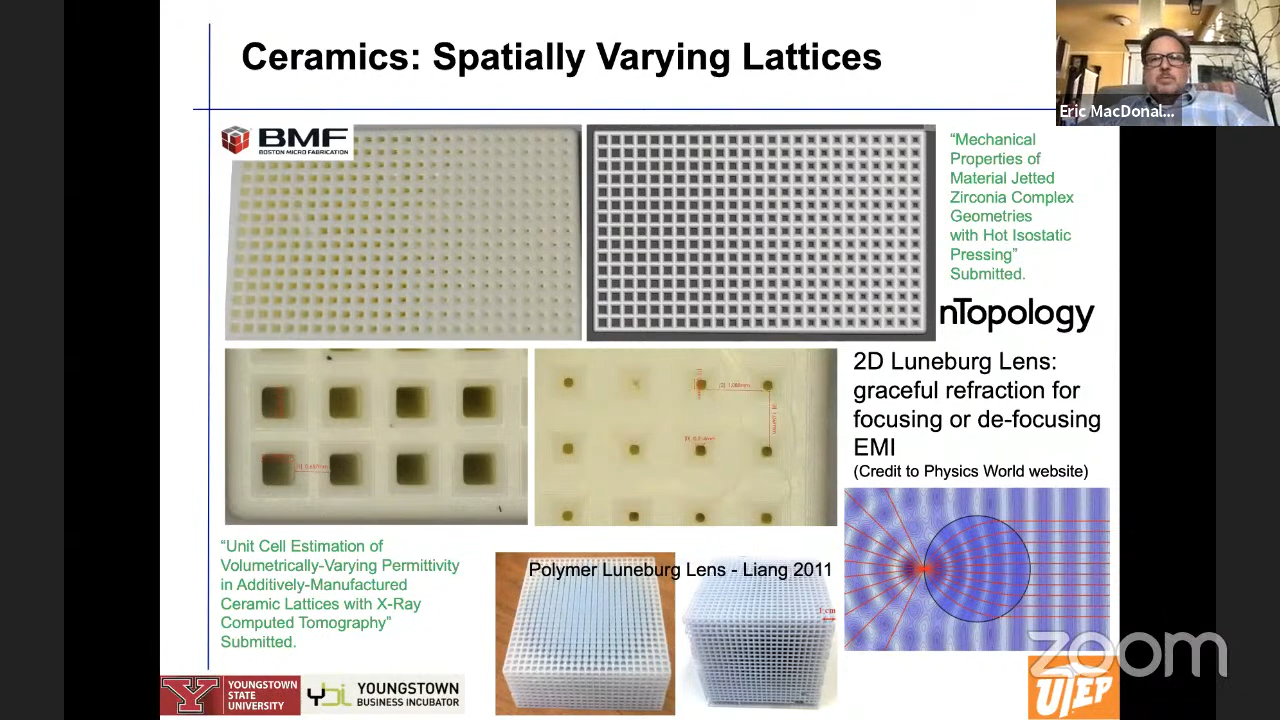 Ceramics: Spatially Varying Lattices
Eric MacDonal...
BMF
BOSTON MICRO FABRICATION
“Mechanical
Properties of
Material Jetted
Zirconia Complex
Geometries
with Hot Isostatic
Pressing”
Submitted.
nTopology
2D Luneburg Lens:
graceful refraction for
focusing or de-focusing
EMI
(Credit to Physics World website)
“Unit Cell Estimation of
Volumetrically-Varying Permittivity
in Additively-Manufactured
Ceramic Lattices with X-Ray
Computed Tomography”
Submitted.
Polymer Luneburg Lens - Liang 2011
1 cm
zoom
Y
YOUNGSTOWN
STATE
UNIVERSITY
ybi
YOUNGSTOWN
BUSINESS INCUBATOR
UTEP